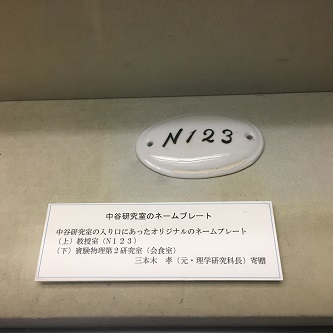 N123
中谷研究室のネームプレート
中谷研究室の入り口にあったオリジナルのネームプレート
(上)教授室(N123)
(下)實験物理第2研究室(会食室)
三本木 孝(元・理学研究科長)寄贈